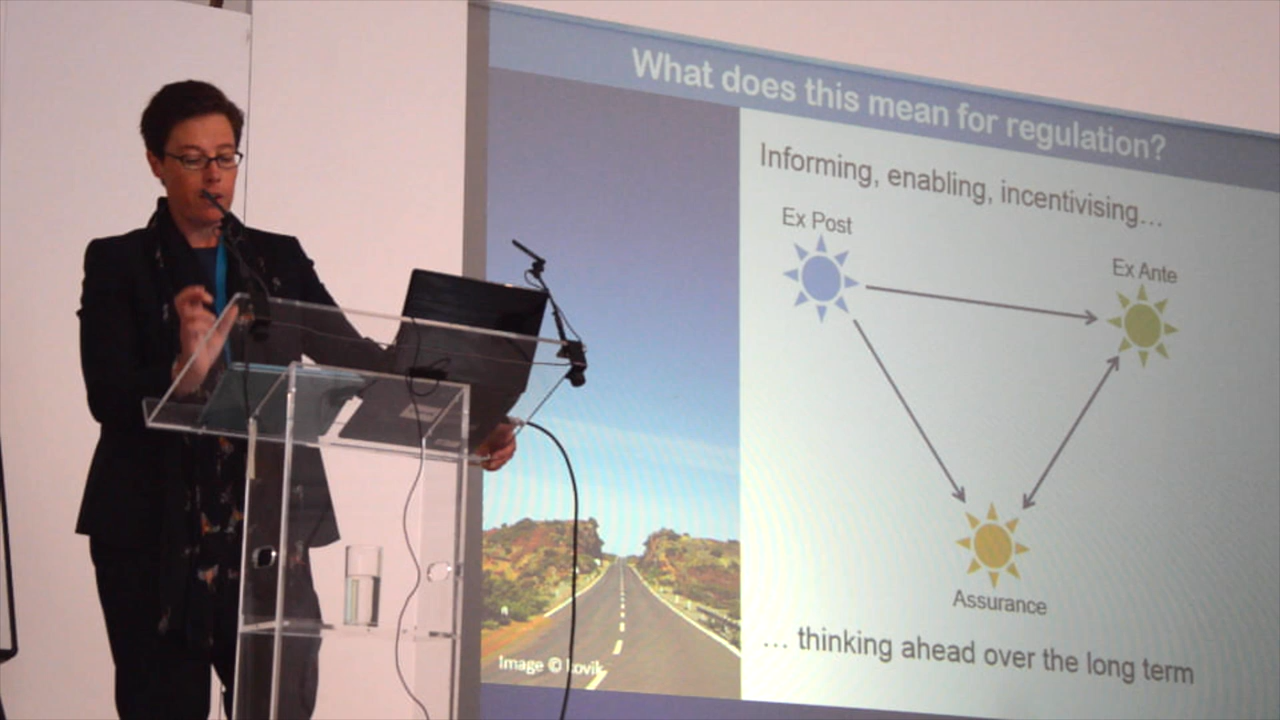 What does this mean for regulation?
Informing, enabling, incentivising…
Ex Post
Ex Ante
Assurance
… thinking ahead over the long term
Image © kovik